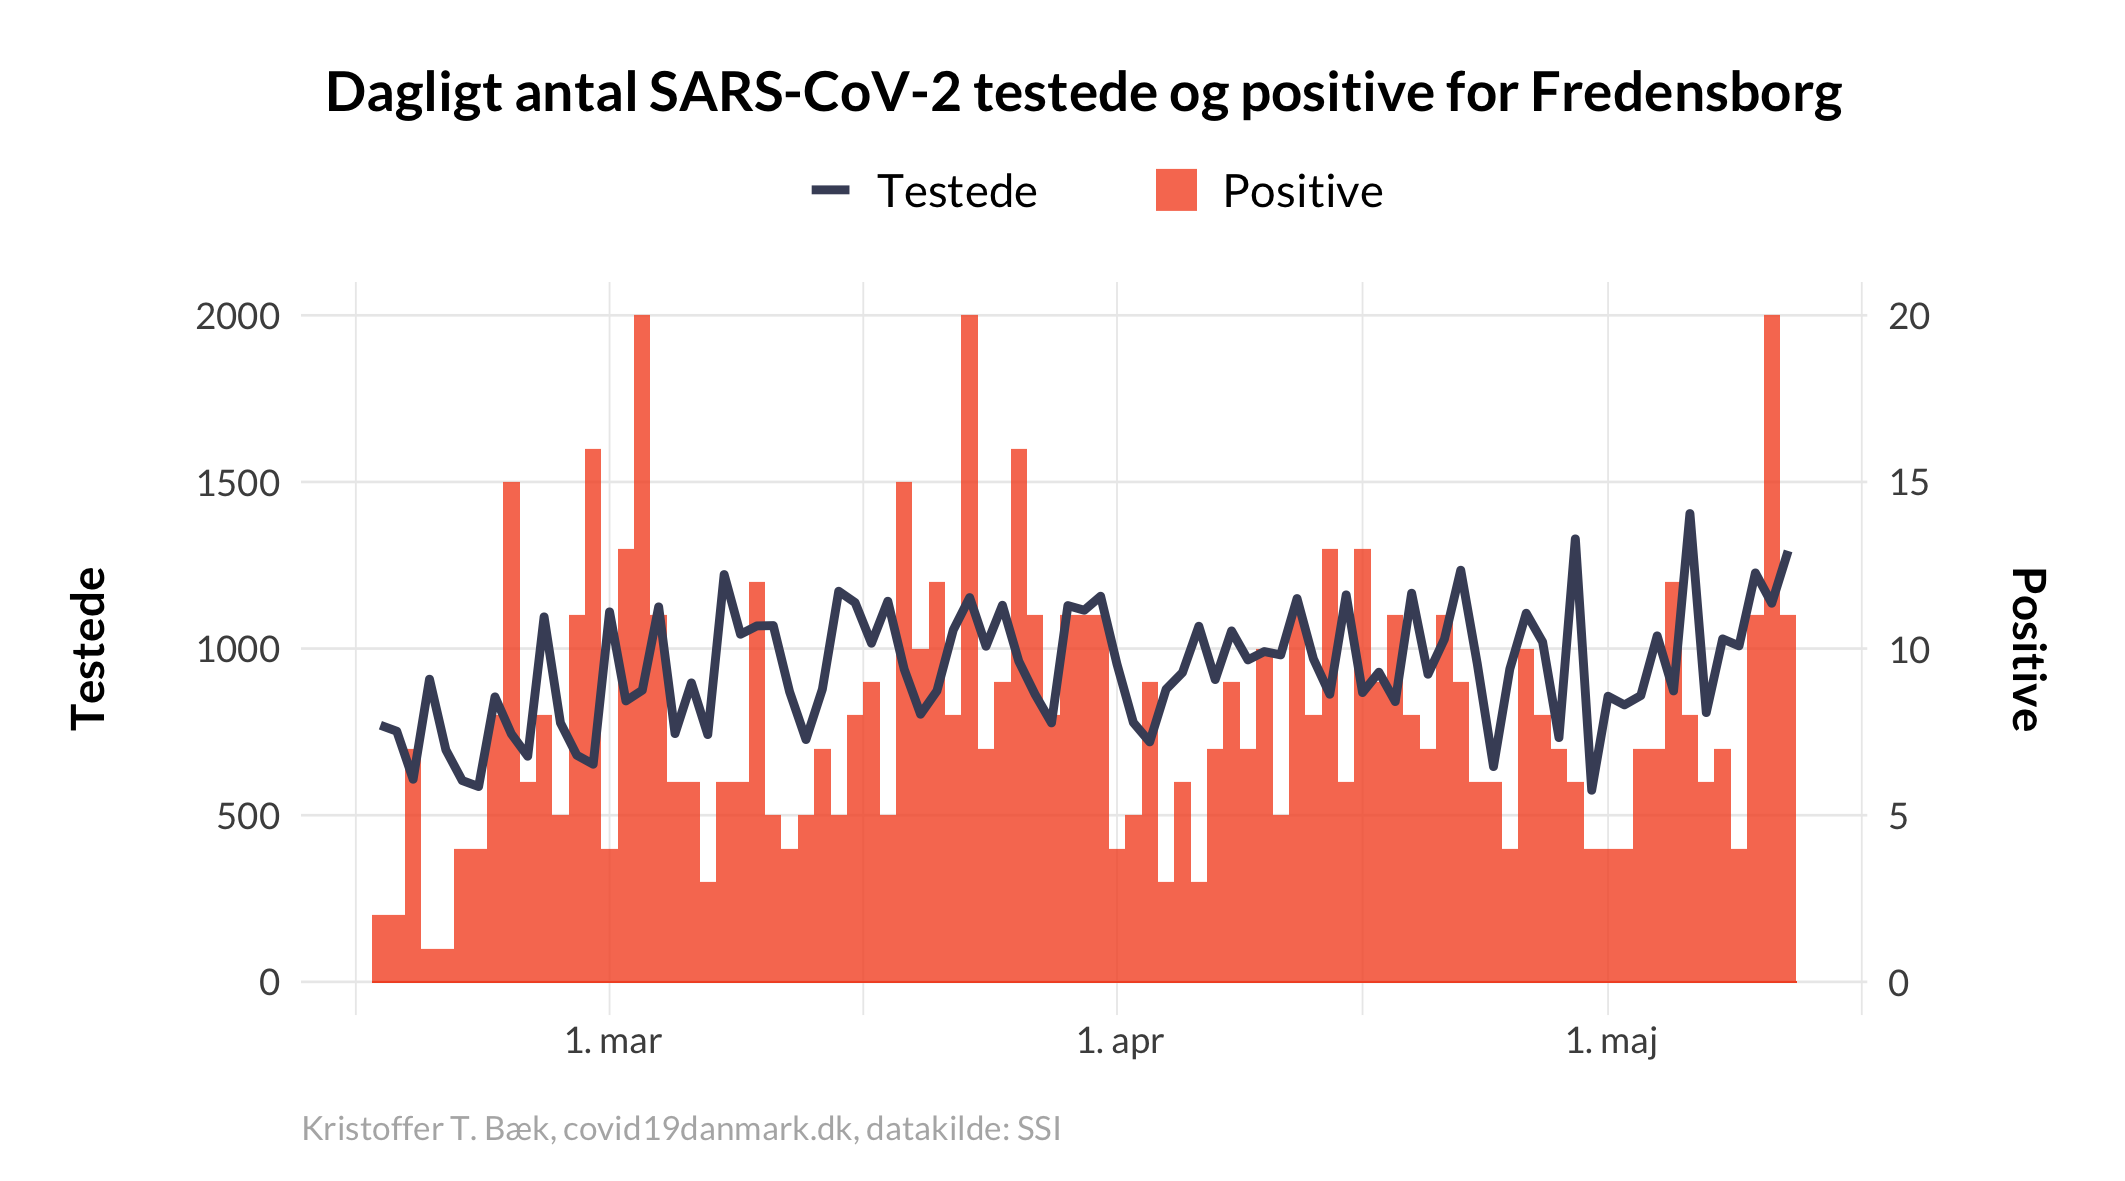 Dagligt antal SARS-CoV-2 testede og positive for Fredensborg
Testede
Positive
2000
1500
1000
500
0
Testede
20
15
10
5
0
Positive
1. mar
1. apr
1. maj
Kristoffer T. Bæk, covid19danmark.dk, datakilde: SSI